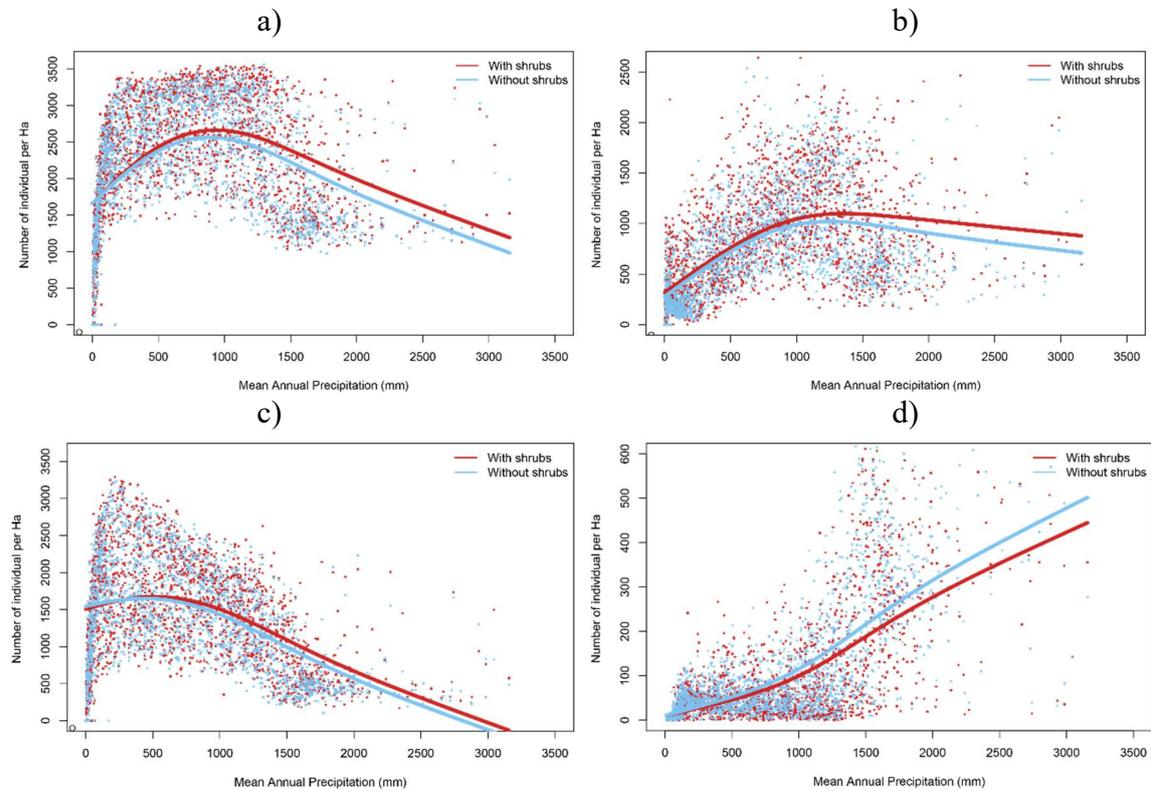 a)
With shrubs
Without shrubs
Number of individual per Ha
3500
3000
2500
2000
1500
1000
500
0
0 500 1000 1500 2000 2500 3000 3500
Mean Annual Precipitation (mm)
b)
With shrubs
Without shrubs
Number of individual per Ha
2500
2000
1500
1000
500
0
0 500 1000 1500 2000 2500 3000 3500
Mean Annual Precipitation (mm)
c)
With shrubs
Without shrubs
Number of individual per Ha
3500
3000
2500
2000
1500
1000
500
0
0 500 1000 1500 2000 2500 3000 3500
Mean Annual Precipitation (mm)
d)
With shrubs
Without shrubs
Number of individual per Ha
600
500
400
300
200
100
0
0 500 1000 1500 2000 2500 3000 3500
Mean Annual Precipitation (mm)